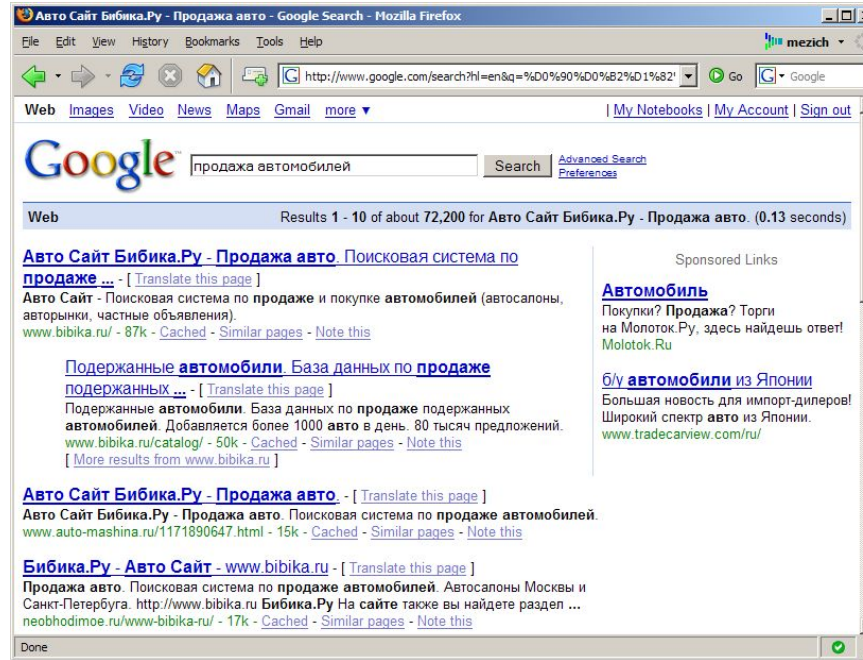 Авто Сайт Бибика.Ру - Продажа авто - Google Search - Mozilla Firefox
File Edit View History Bookmarks Tools Help mezich
http://www.google.com/search?hl=en&q=%D0%90%D0%B2%D1%82' Go Google
Web Images Video News Maps Gmail more ▼ | My Notebooks | My Account | Sign out
Google продажа автомобилей Search Advanced Search
Preferences
Web Results 1 - 10 of about 72,200 for Авто Сайт Бибика.Ру - Продажа авто. (0.13 seconds)
Авто Сайт Бибика.Ру - Продажа авто. Поисковая система по
продаже ... - [ Translate this page ]
Авто Сайт - Поисковая система по продаже и покупке автомобилей (автосалоны,
авторынки, частные объявления).
www.bibika.ru/ - 87k - Cached - Similar pages - Note this
Подержанные автомобили. База данных по продаже
подержанных ... - [ Translate this page ]
Подержанные автомобили. База данных по продаже подержанных
автомобилей. Добавляется более 1000 авто в день. 80 тысяч предложений.
www.bibika.ru/catalog/ - 50k - Cached - Similar pages - Note this
[ More results from www.bibika.ru ]
Авто Сайт Бибика.Ру - Продажа авто. - [ Translate this page ]
Авто Сайт Бибика.Ру - Продажа авто. Поисковая система по продаже автомобилей.
www.auto-mashina.ru/1171890647.html - 15k - Cached - Similar pages - Note this
Бибика.Ру - Авто Сайт - www.bibika.ru - [ Translate this page ]
Продажа авто. Поисковая система по продаже автомобилей. Автосалоны Москвы и
Санкт-Петербуга. http://www.bibika.ru Бибика.Ру На сайте также вы найдете раздел ...
neobhodimoe.ru/www-bibika-ru/ - 17k - Cached - Similar pages - Note this
Sponsored Links
Автомобиль
Покупки? Продажа? Торги
на Молоток.Ру, здесь найдешь ответ!
Molotok.Ru
б/у автомобили из Японии
Большая новость для импорт-дилеров!
Широкий спектр авто из Японии.
www.tradecarview.com/ru/
Done